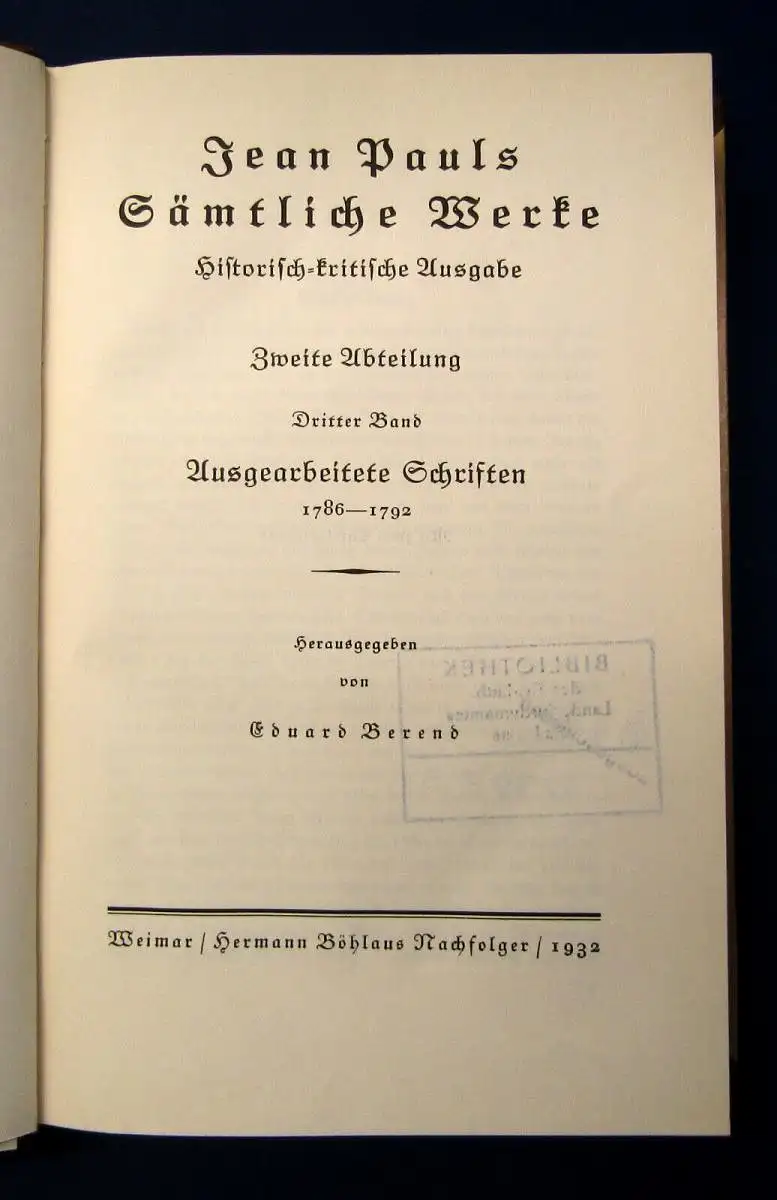 Jean Pauls
Sämtliche Werke
Historisch-kritische Ausgabe
Zweite Abteilung
Dritter Band
Ausgearbeitete Schriften
1786—1792
Herausgegeben
von
Eduard Berend
BIBLIOTHEK
Weimar / Hermann Böhlaus Nachfolger / 1932